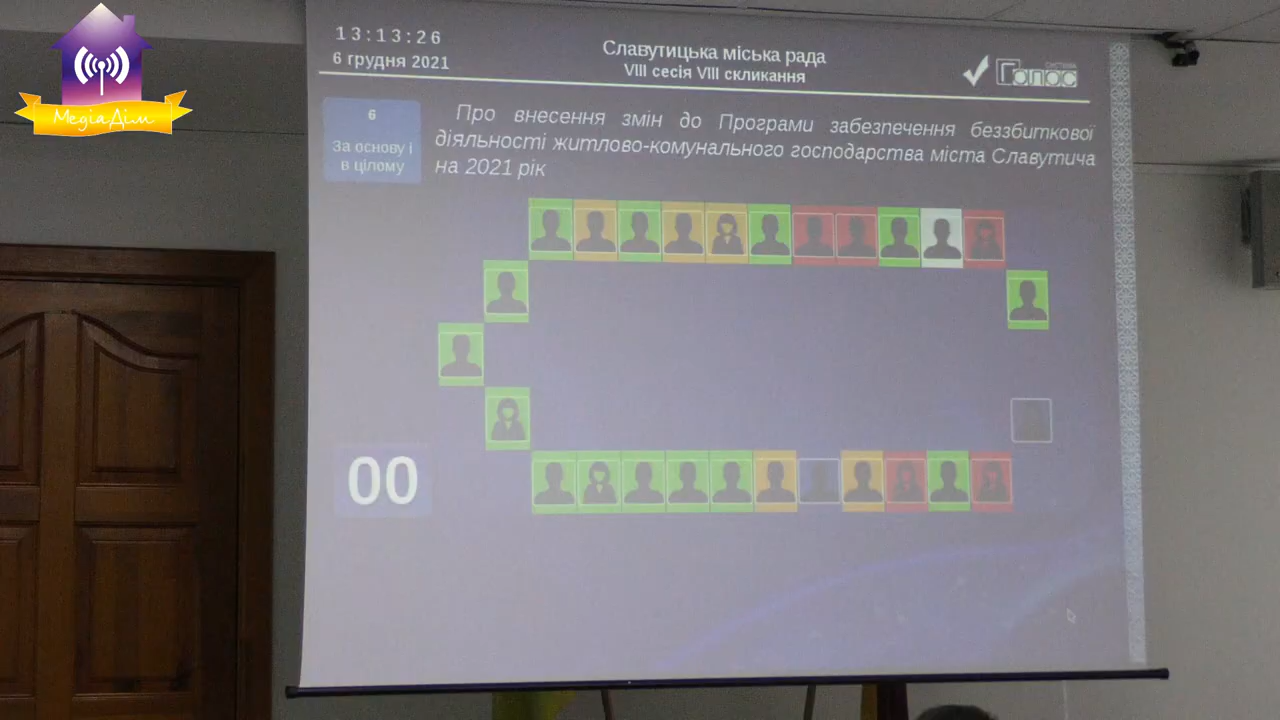 МедіаДім
13:13:26
6 грудня 2021
Славутицька міська рада
VIII сесія VIII скликання
СИСТЕМА
Голос
6
За основу і
в цілому
Про внесення змін до Програми забезпечення беззбиткової
діяльності житлово-комунального господарства міста Славутича
на 2021 рік
00